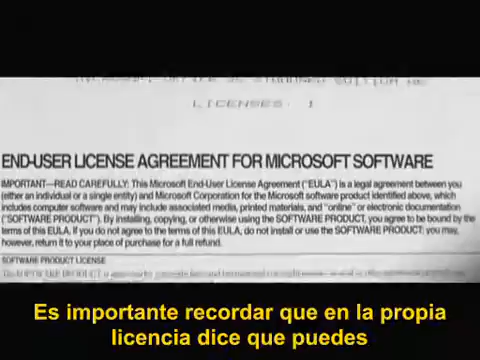 LICENSES: 1
END-USER LICENSE AGREEMENT FOR MICROSOFT SOFTWARE
IMPORTANT—READ CAREFULLY: This Microsoft End-User License Agreement ("EULA") is a legal agreement between you
(either an individual or a single entity) and Microsoft Corporation for the Microsoft software product identified above, which
includes computer software and may include associated media, printed materials, and "online" or electronic documentation
("SOFTWARE PRODUCT"). By installing, copying, or otherwise using the SOFTWARE PRODUCT, you agree to be bound by the
terms of this EULA. If you do not agree to the terms of this EULA, do not install or use the SOFTWARE PRODUCT; you may,
however, return it to your place of purchase for a full refund.
SOFTWARE PRODUCT LICENSE
Es importante recordar que en la propia
licencia dice que puedes